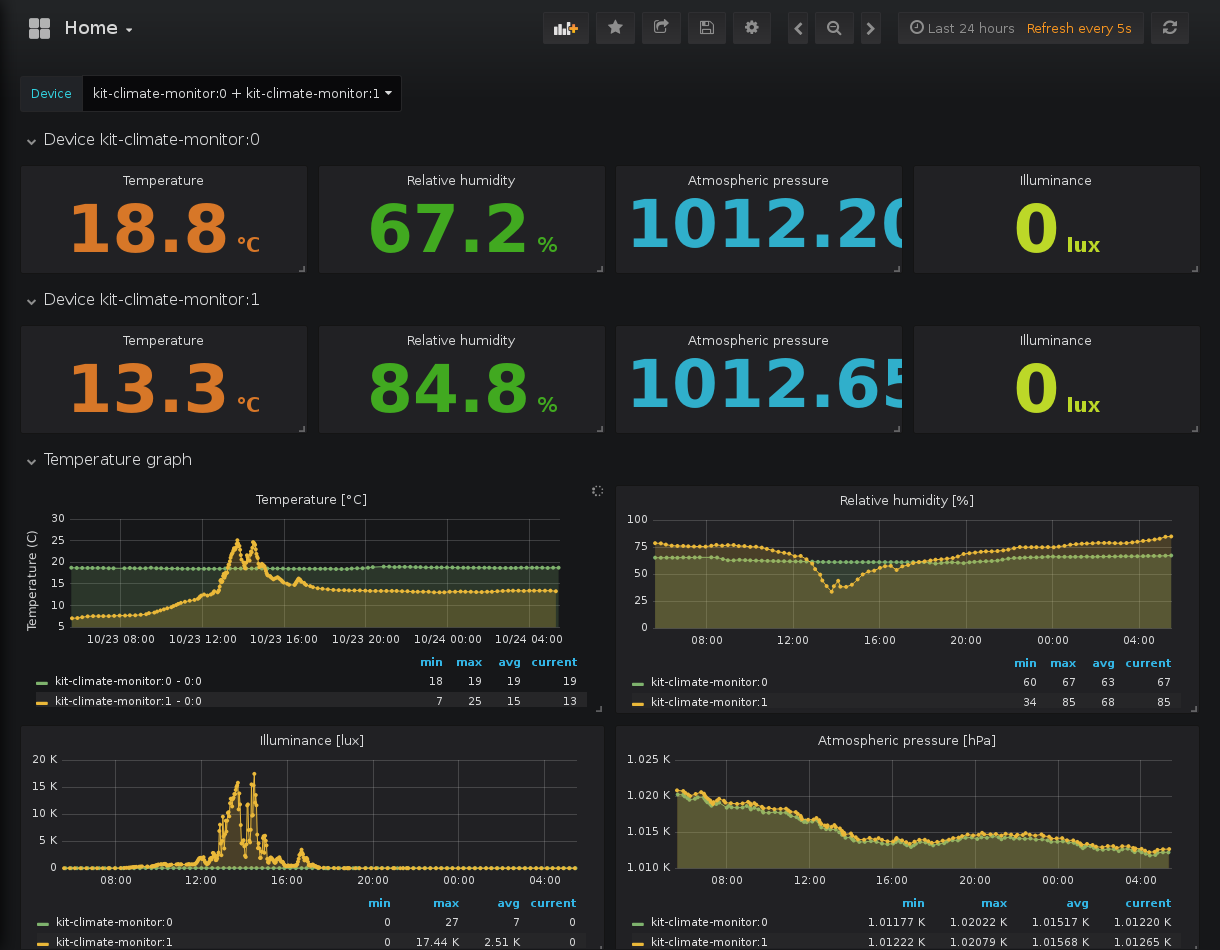 Home
Last 24 hours Refresh every 5s
Device kit-climate-monitor:0 + kit-climate-monitor:1
Device kit-climate-monitor:0
Temperature Relative humidity Atmospheric pressure Illuminance
18.8 °C 67.2 % 1012.20 0 lux
Device kit-climate-monitor:1
Temperature Relative humidity Atmospheric pressure Illuminance
13.3 °C 84.8 % 1012.65 0 lux
Temperature graph
Temperature [°C]
Temperature (C)
30
25
20
15
10
5
10/23 08:00 10/23 12:00 10/23 16:00 10/23 20:00 10/24 00:00 10/24 04:00
min max avg current
kit-climate-monitor:0 - 0:0 18 19 19 19
kit-climate-monitor:1 - 0:0 7 25 15 13
Relative humidity [%]
100
75
50
25
0
08:00 12:00 16:00 20:00 00:00 04:00
min max avg current
kit-climate-monitor:0 60 67 63 67
kit-climate-monitor:1 34 85 68 85
Illuminance [lux]
20 K
15 K
10 K
5 K
0
08:00 12:00 16:00 20:00 00:00 04:00
min max avg current
kit-climate-monitor:0 0 27 7 0
kit-climate-monitor:1 0 17.44 K 2.51 K 0
Atmospheric pressure [hPa]
1.025 K
1.020 K
1.015 K
1.010 K
08:00 12:00 16:00 20:00 00:00 04:00
min max avg current
kit-climate-monitor:0 1.01177 K 1.02022 K 1.01517 K 1.01220 K
kit-climate-monitor:1 1.01222 K 1.02079 K 1.01568 K 1.01265 K